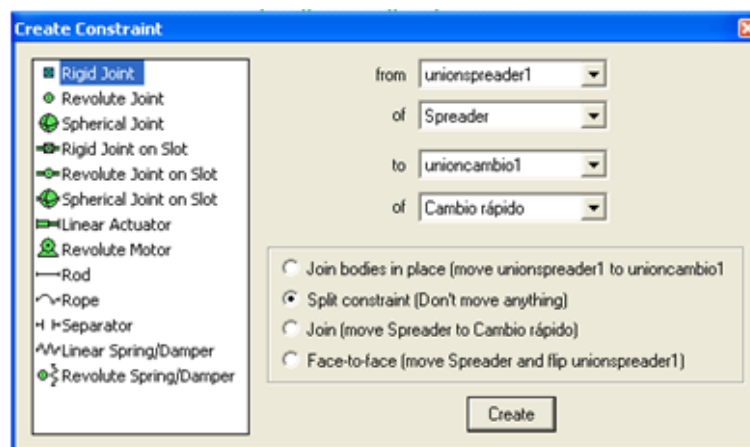 Create Constraint
Rigid Joint
Revolute Joint
Spherical Joint
Rigid Joint on Slot
Revolute Joint on Slot
Spherical Joint on Slot
Linear Actuator
Revolute Motor
Rod
Rope
Separator
Linear Spring/Damper
Revolute Spring/Damper
from unionspreader1
of Spreader
to unioncambio1
of Cambio rápido
Join bodies in place (move unionspreader1 to unioncambio1
Split constraint (Don't move anything)
Join (move Spreader to Cambio rápido)
Face-to-face (move Spreader and flip unionspreader1)
Create